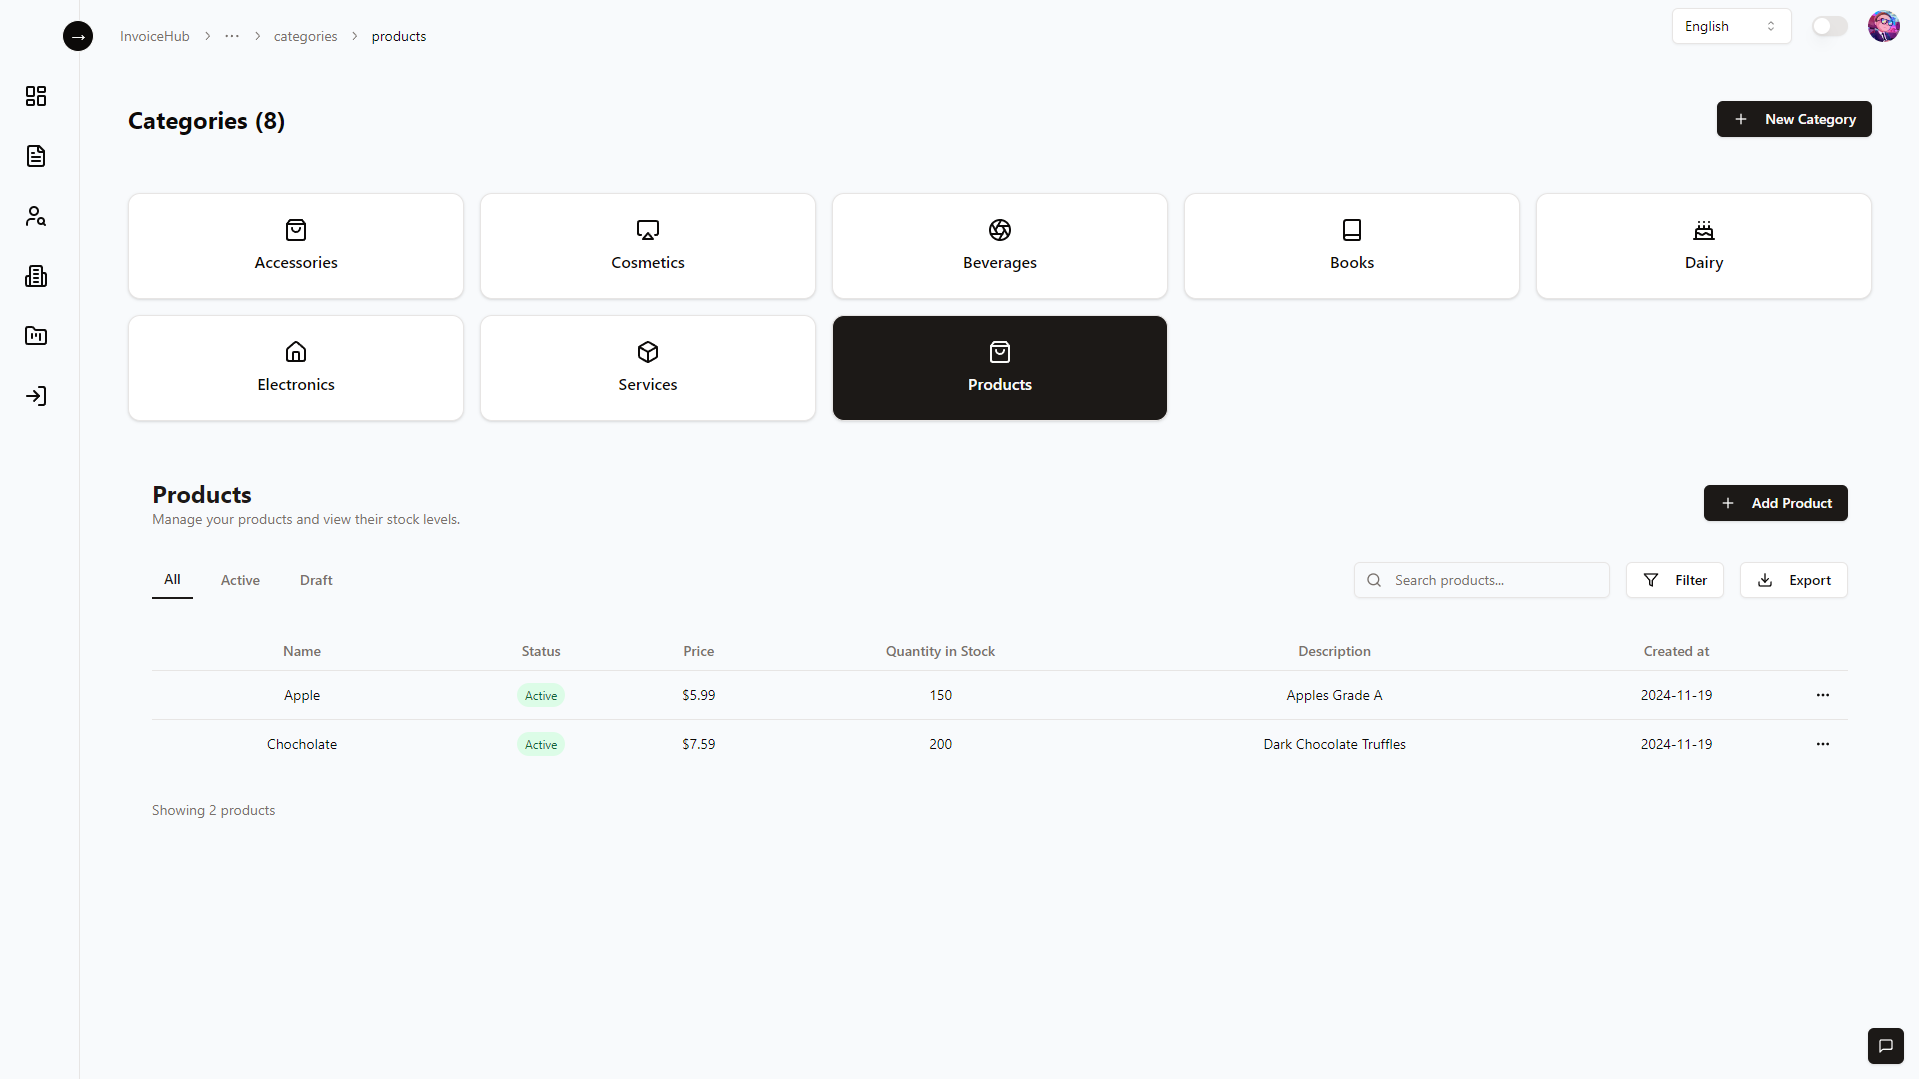 InvoiceHub > ... > categories > products
English
Categories (8)
+ New Category
Accessories
Cosmetics
Beverages
Books
Dairy
Electronics
Services
Products
Products
Manage your products and view their stock levels.
+ Add Product
All Active Draft
Search products...
Filter
Export
Name Status Price Quantity in Stock Description Created at
Apple Active $5.99 150 Apples Grade A 2024-11-19 ...
Chocholate Active $7.59 200 Dark Chocolate Truffles 2024-11-19 ...
Showing 2 products